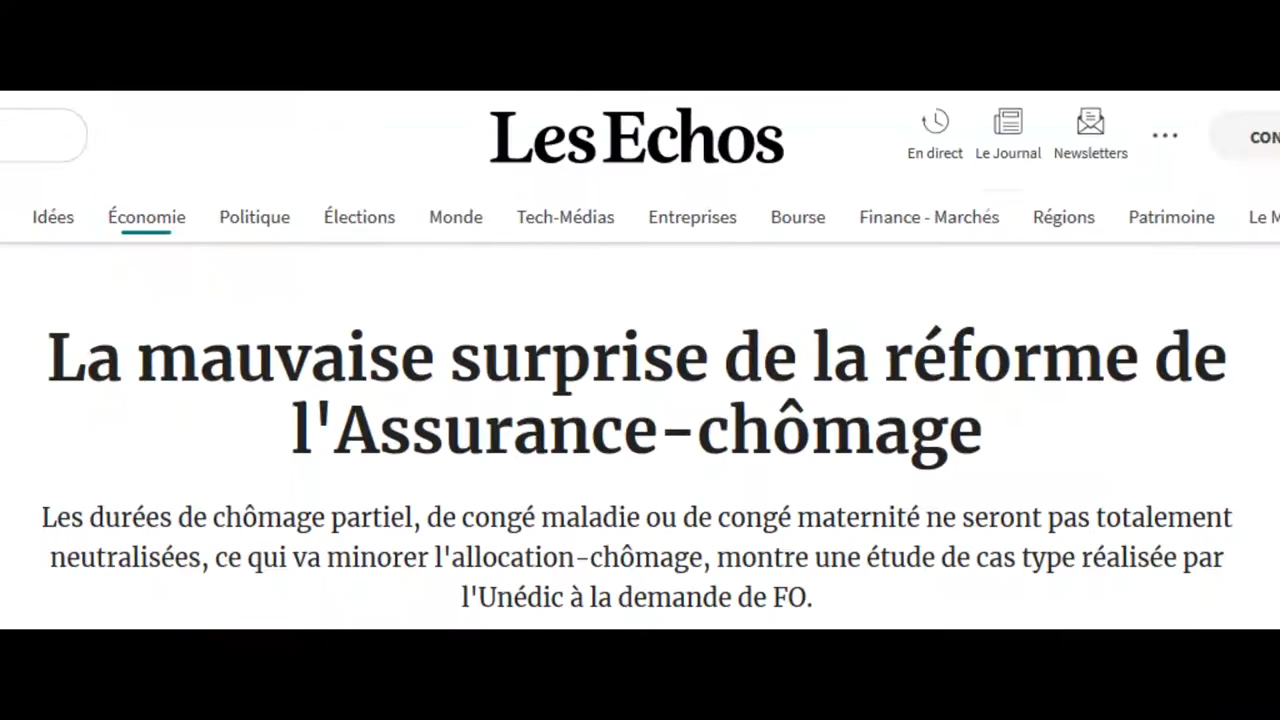 Les Echos
En direct Le Journal Newsletters CON
Idées Économie Politique Élections Monde Tech-Médias Entreprises Bourse Finance - Marchés Régions Patrimoine Le M
La mauvaise surprise de la réforme de
l'Assurance-chômage
Les durées de chômage partiel, de congé maladie ou de congé maternité ne seront pas totalement
neutralisées, ce qui va minorer l'allocation-chômage, montre une étude de cas type réalisée par
l'Unédic à la demande de FO.